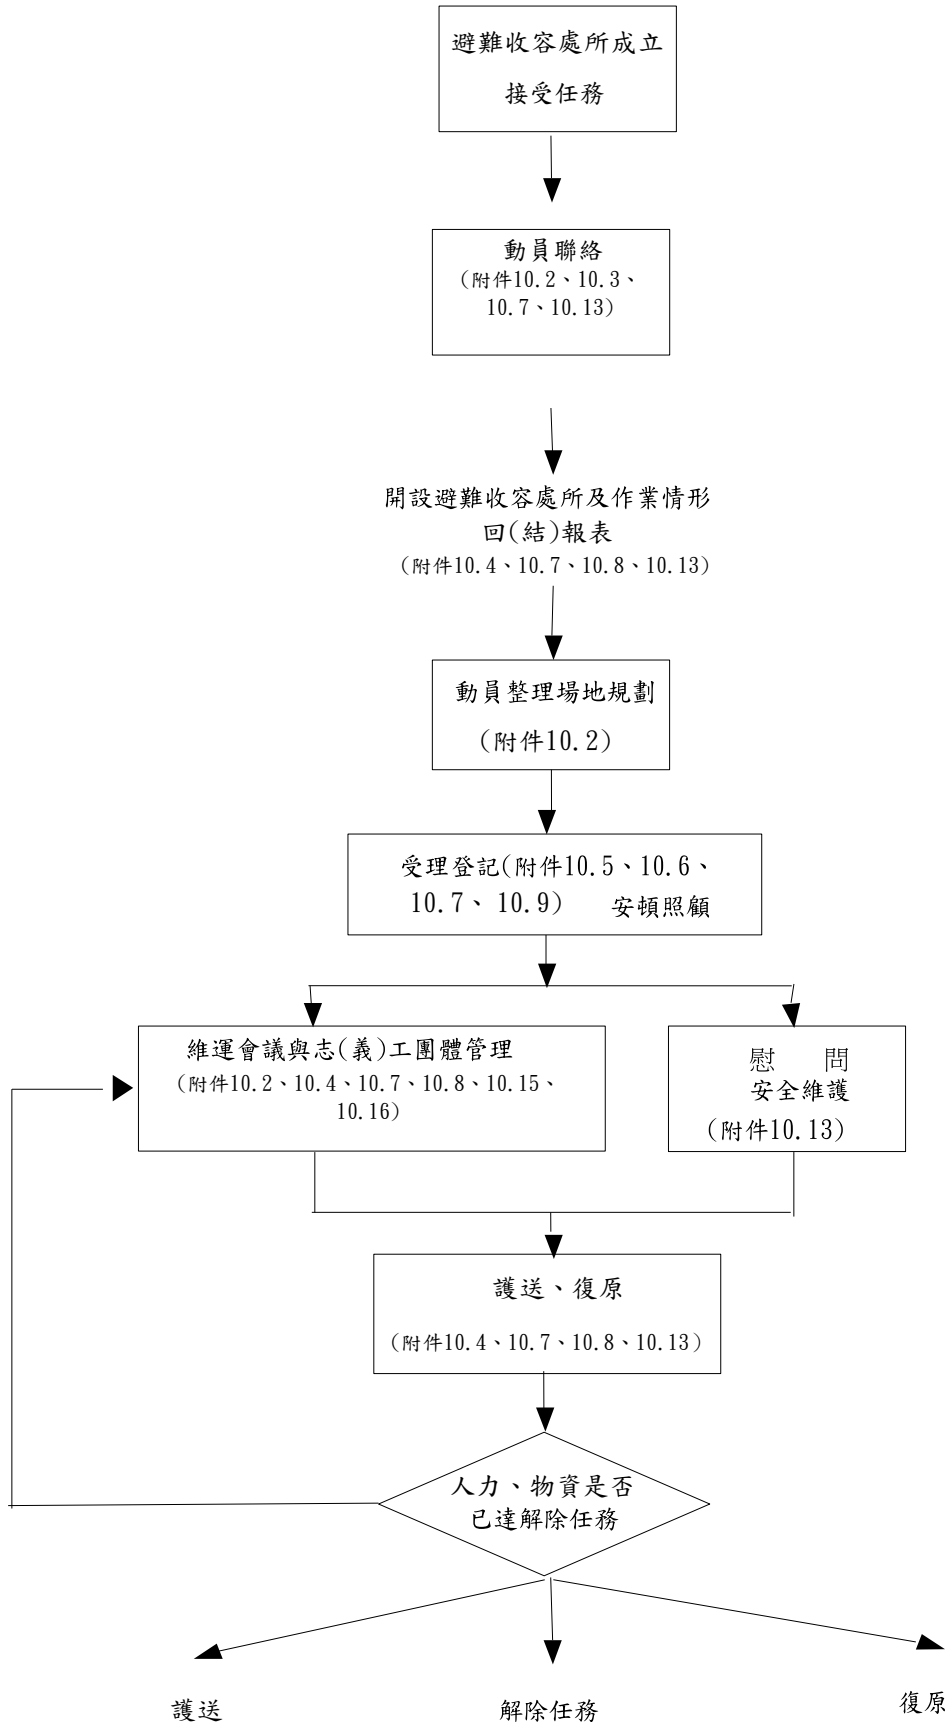 避難收容處所成立
接受任務
動員聯絡
（附件10.2、10.3、
10.7、10.13）
開設避難收容處所及作業情形
回(結)報表
（附件10.4、10.7、10.8、10.13）
動員整理場地規劃
（附件10.2）
受理登記(附件10.5、10.6、
10.7、 10.9） 安頓照顧
維運會議與志(義)工團體管理
（附件10.2、10.4、10.7、10.8、10.15、
10.16）
慰　　問
安全維護
（附件10.13）
護送、復原
（附件10.4、10.7、10.8、10.13）
人力、物資是否
已達解除任務
護送
解除任務
復原